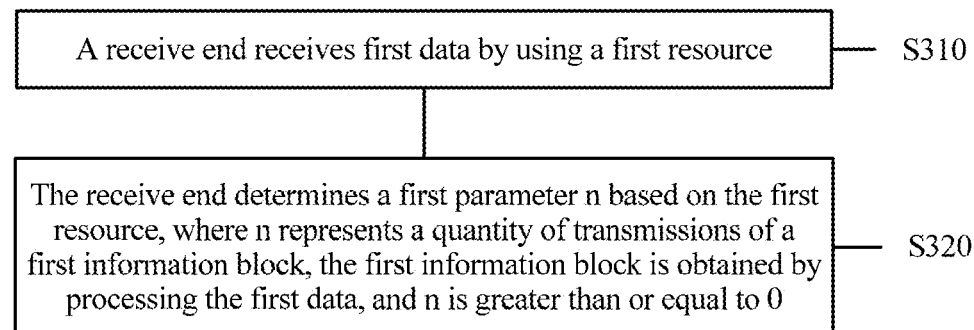 A receive end receives first data by using a first resource
S310
The receive end determines a first parameter n based on the first
resource, where n represents a quantity of transmissions of a
first information block, the first information block is obtained by
processing the first data, and n is greater than or equal to 0
S320